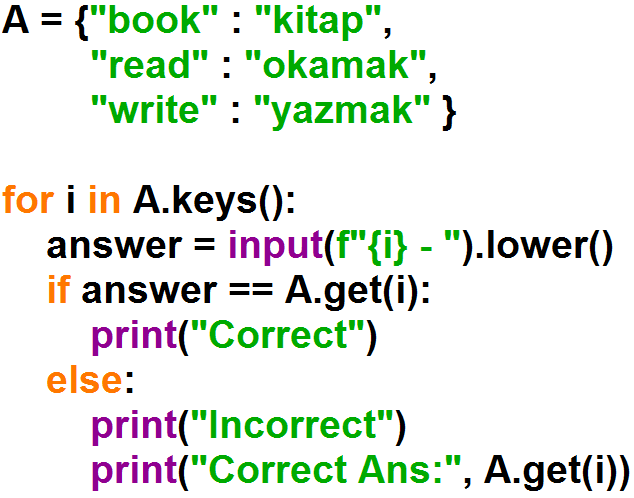 A = {"book" : "kitap",
"read" : "okamak",
"write" : "yazmak" }
for i in A.keys():
answer = input(f"{i} - ").lower()
if answer == A.get(i):
print("Correct")
else:
print("Incorrect")
print("Correct Ans:", A.get(i))